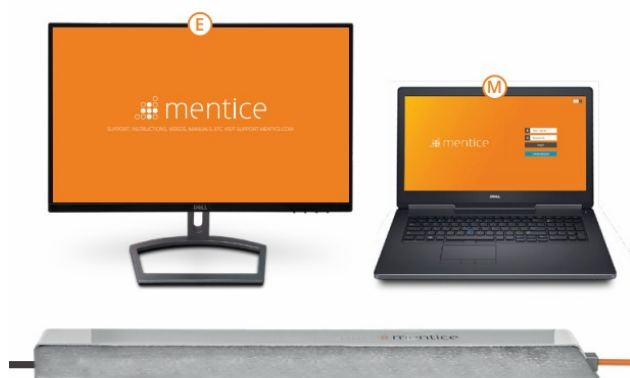 E
mentice
SUPPORT, INSTRUCTIONS, VIDEOS, MANUALS, ETC. VISIT SUPPORT.MENTICE.COM
DELL
M
mentice
DELL
mentice